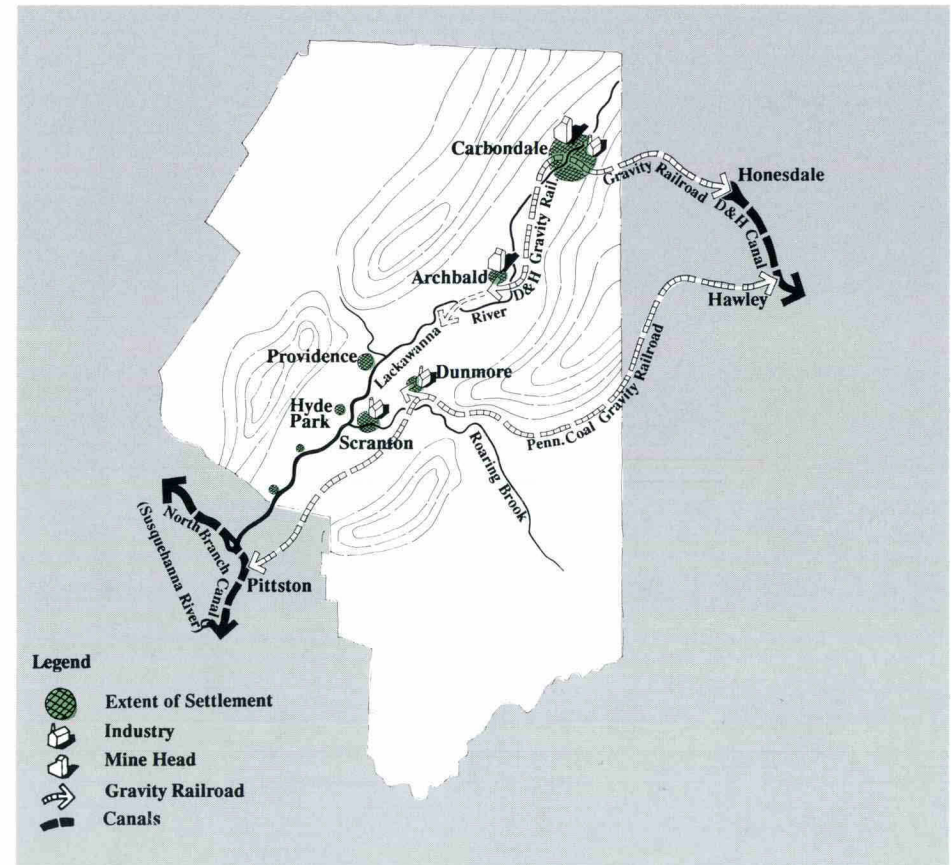 Carbondale
Gravity Railroad
Honesdale
D&H Canal
D&H Gravity Rail.
Archbald
Hawley
Lackawanna
River
Providence
Dunmore
Penn. Coal Gravity Railroad
Hyde
Park
Scranton
Roaring Brook
North Branch Canal
(Susquehanna River)
Pittston
Legend
Extent of Settlement
Industry
Mine Head
Gravity Railroad
Canals